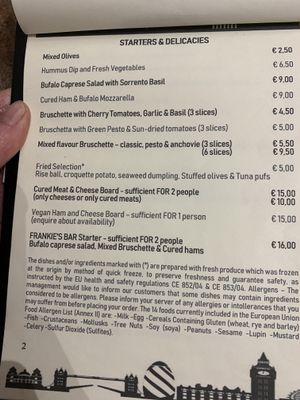 STARTERS & DELICACIES
Mixed Olives € 2,50
Hummus Dip and Fresh Vegetables € 6,50
Bufalo Caprese Salad with Sorrento Basil € 9,00
Cured Ham & Bufalo Mozzarella € 9,00
Bruschette with Cherry Tomatoes, Garlic & Basil (3 slices) € 4,50
Bruschetta with Green Pesto & Sun-dried tomatoes (3 slices) € 5,00
Mixed flavour Bruschette – classic, pesto & anchovie (3 slices) € 5,50
(6 slices) € 9,50
Fried Selection* € 5,00
Rise ball, croquette potato, seaweed dumpling, Stuffed olives & Tuna pufs
Cured Meat & Cheese Board - sufficient FOR 2 people € 15,00
(only cheeses or only cured meats) € 10,00
Vegan Ham and Cheese Board – sufficient FOR 1 person € 15,00
(enquire about availability)
FRANKIE'S BAR Starter - sufficient FOR 2 people
Bufalo caprese salad, Mixed Bruschette & Cured hams € 16,00
The dishes and/or ingredients marked with (*) are prepared with fresh produce which was frozen
at the origin by method of quick freeze, to preserve freshness and guarantee safety, as
instructed by the EU health and safety regulations CE 852/04 & CE 853/04. Allergens – The
management would like to inform our customers that some dishes may contain ingredients
considered to be allergens. Please inform your server of any allergies or intolerances that you
may suffer from before placing your order. The 14 foods currently included in the European Union
Food Allergen List (Annex II) are: -Milk -Egg -Cereals Containing Gluten (wheat, rye and barley)
-Fish -Crustaceans -Mollusks -Tree Nuts -Soy (soya) -Peanuts -Sesame -Lupin -Mustard
-Celery -Sulfur Dioxide (Sulfites).
2